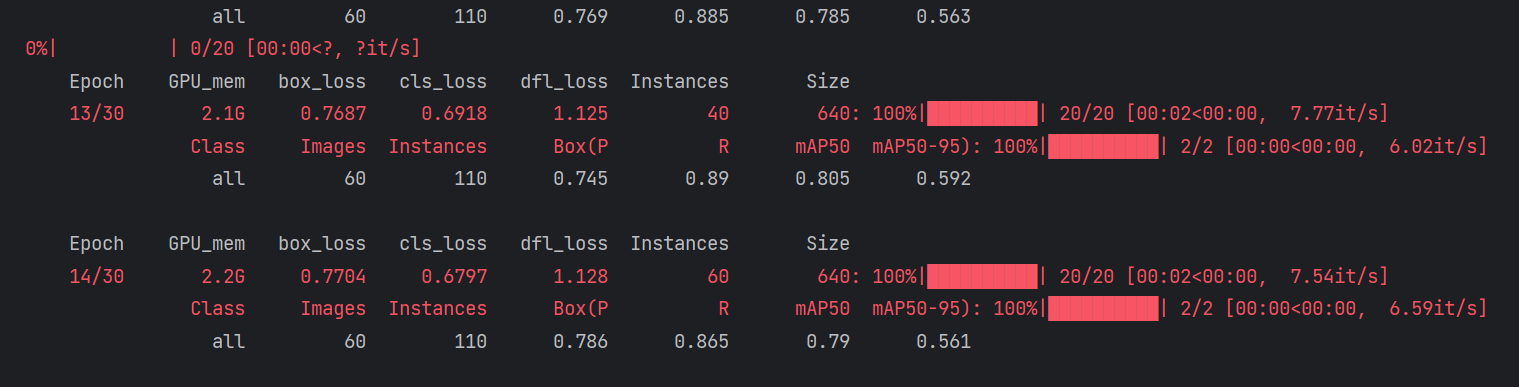 all 60 110 0.769 0.885 0.785 0.563
0%| | 0/20 [00:00<?, ?it/s]
Epoch GPU_mem box_loss cls_loss dfl_loss Instances Size
13/30 2.1G 0.7687 0.6918 1.125 40 640: 100%|██████████| 20/20 [00:02<00:00, 7.77it/s]
Class Images Instances Box(P R mAP50 mAP50-95): 100%|██████████| 2/2 [00:00<00:00, 6.02it/s]
all 60 110 0.745 0.89 0.805 0.592
Epoch GPU_mem box_loss cls_loss dfl_loss Instances Size
14/30 2.2G 0.7704 0.6797 1.128 60 640: 100%|██████████| 20/20 [00:02<00:00, 7.54it/s]
Class Images Instances Box(P R mAP50 mAP50-95): 100%|██████████| 2/2 [00:00<00:00, 6.59it/s]
all 60 110 0.786 0.865 0.79 0.561